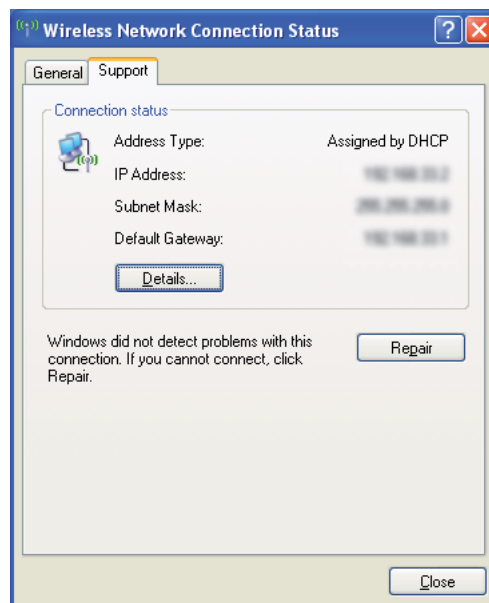 Wireless Network Connection Status
General
Support
Connection status
Address Type: Assigned by DHCP
IP Address:
Subnet Mask:
Default Gateway:
Details...
Windows did not detect problems with this
connection. If you cannot connect, click
Repair.
Repair
Close